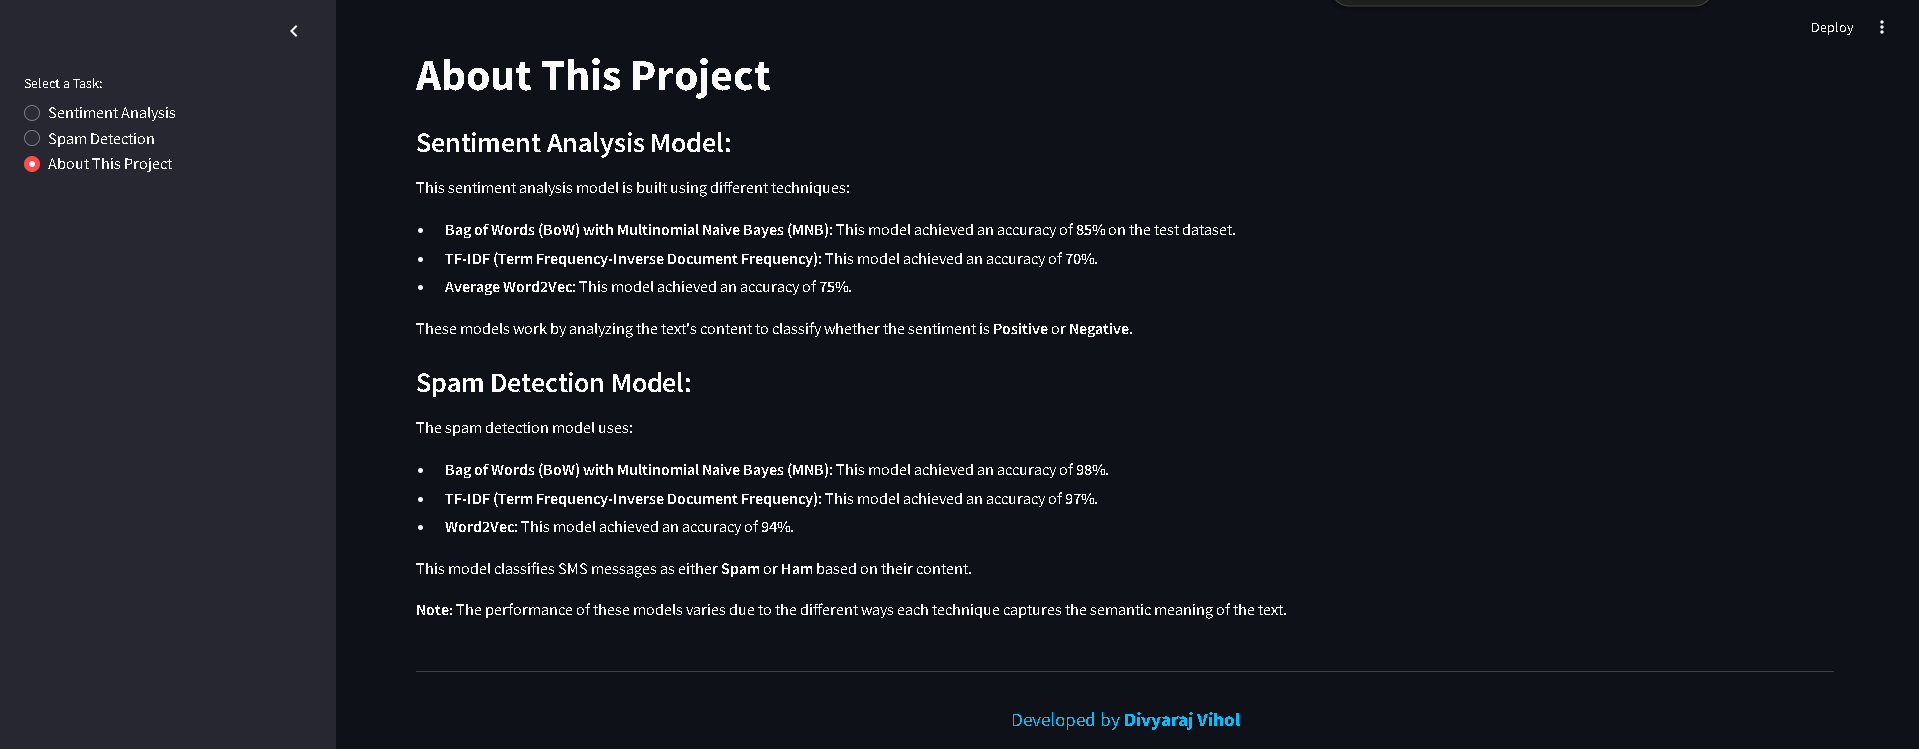 Deploy
Select a Task:
Sentiment Analysis
Spam Detection
About This Project
About This Project
Sentiment Analysis Model:
This sentiment analysis model is built using different techniques:
Bag of Words (BoW) with Multinomial Naive Bayes (MNB): This model achieved an accuracy of 85% on the test dataset.
TF-IDF (Term Frequency-Inverse Document Frequency): This model achieved an accuracy of 70%.
Average Word2Vec: This model achieved an accuracy of 75%.
These models work by analyzing the text's content to classify whether the sentiment is Positive or Negative.
Spam Detection Model:
The spam detection model uses:
Bag of Words (BoW) with Multinomial Naive Bayes (MNB): This model achieved an accuracy of 98%.
TF-IDF (Term Frequency-Inverse Document Frequency): This model achieved an accuracy of 97%.
Word2Vec: This model achieved an accuracy of 94%.
This model classifies SMS messages as either Spam or Ham based on their content.
Note: The performance of these models varies due to the different ways each technique captures the semantic meaning of the text.
Developed by Divyaraj Vihol